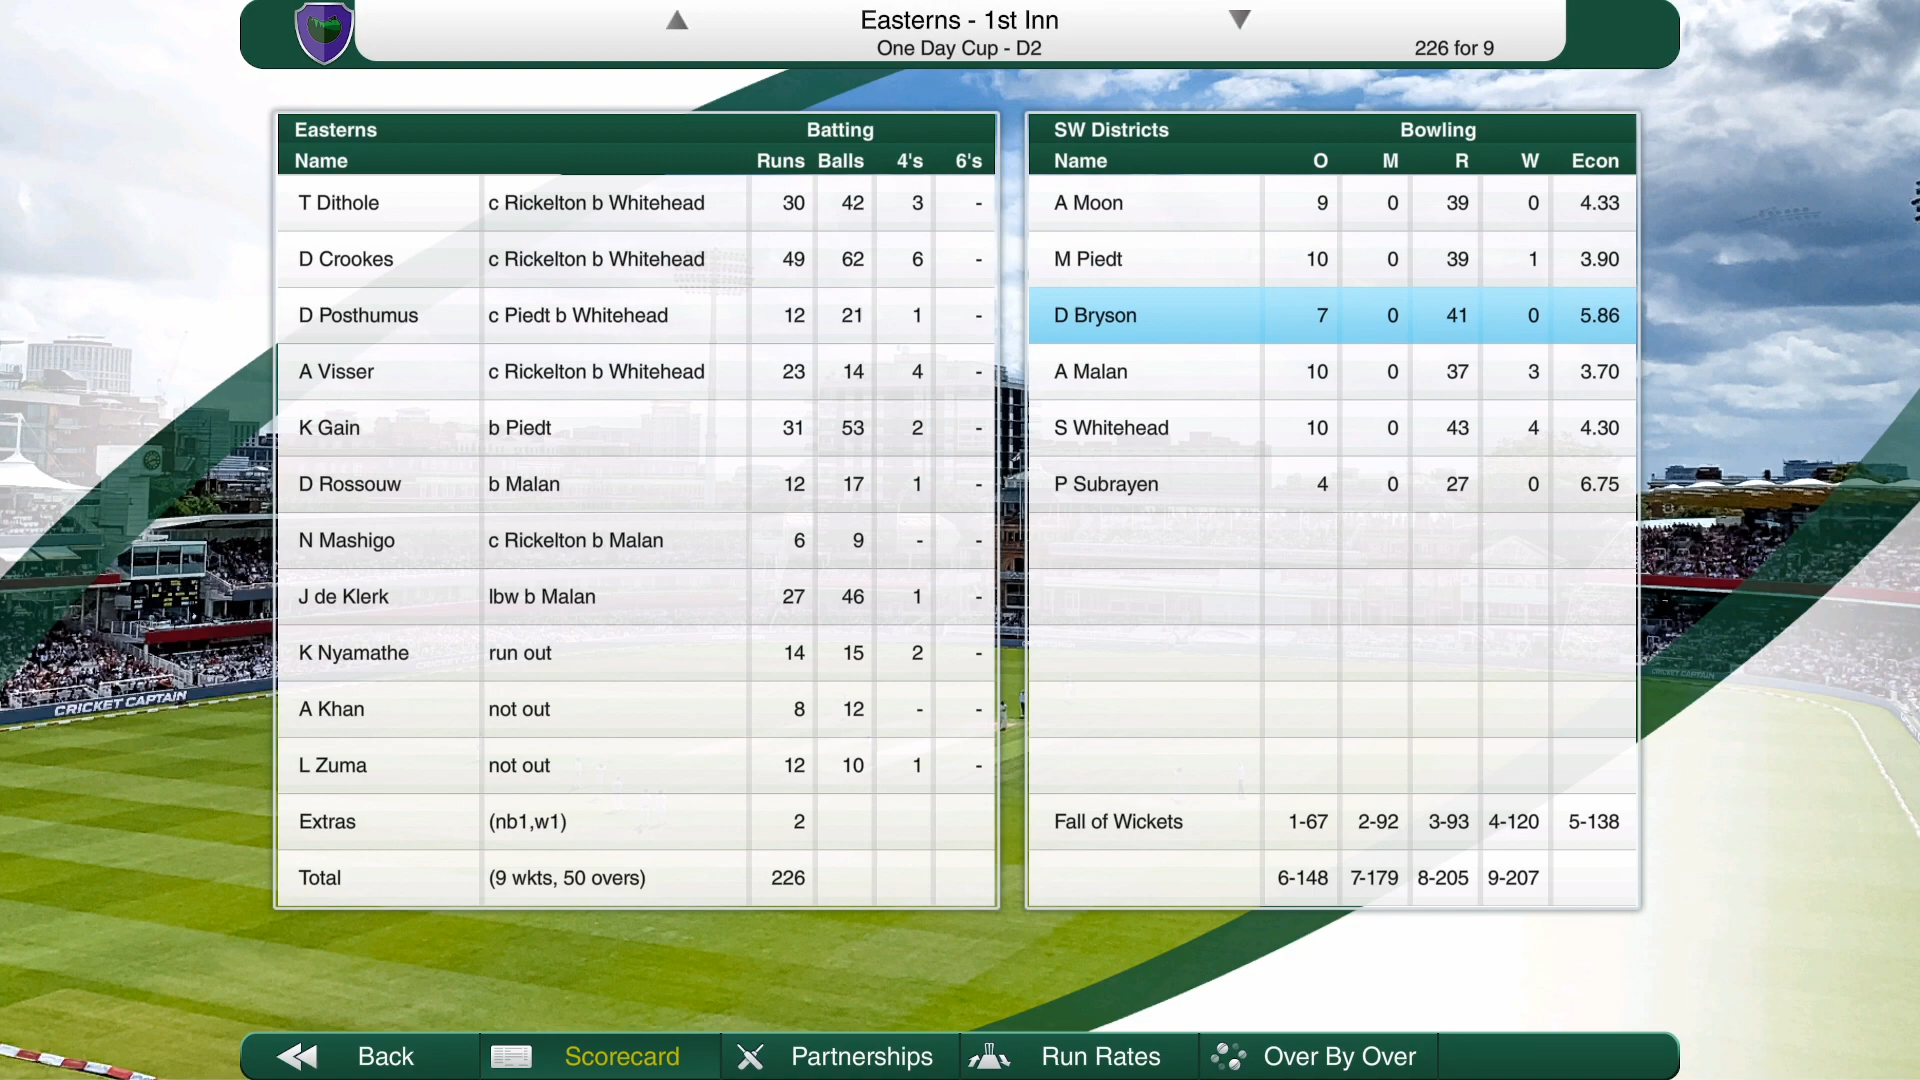 Easterns - 1st Inn
One Day Cup - D2
226 for 9
Easterns Batting
Name Runs Balls 4's 6's
T Dithole c Rickelton b Whitehead 30 42 3 -
D Crookes c Rickelton b Whitehead 49 62 6 -
D Posthumus c Piedt b Whitehead 12 21 1 -
A Visser c Rickelton b Whitehead 23 14 4 -
K Gain b Piedt 31 53 2 -
D Rossouw b Malan 12 17 1 -
N Mashigo c Rickelton b Malan 6 9 - -
J de Klerk lbw b Malan 27 46 1 -
K Nyamathe run out 14 15 2 -
A Khan not out 8 12 - -
L Zuma not out 12 10 1 -
Extras (nb1,w1) 2
Total (9 wkts, 50 overs) 226
SW Districts Bowling
Name O M R W Econ
A Moon 9 0 39 0 4.33
M Piedt 10 0 39 1 3.90
D Bryson 7 0 41 0 5.86
A Malan 10 0 37 3 3.70
S Whitehead 10 0 43 4 4.30
P Subrayen 4 0 27 0 6.75
Fall of Wickets 1-67 2-92 3-93 4-120 5-138
6-148 7-179 8-205 9-207
CRICKET CAPTAIN
CRICKET CAPTAIN
Back Scorecard Partnerships Run Rates Over By Over